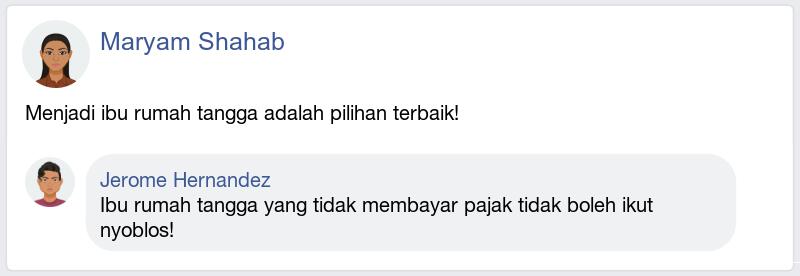 Maryam Shahab
Menjadi ibu rumah tangga adalah pilihan terbaik!
Jerome Hernandez
Ibu rumah tangga yang tidak membayar pajak tidak boleh ikut
nyoblos!